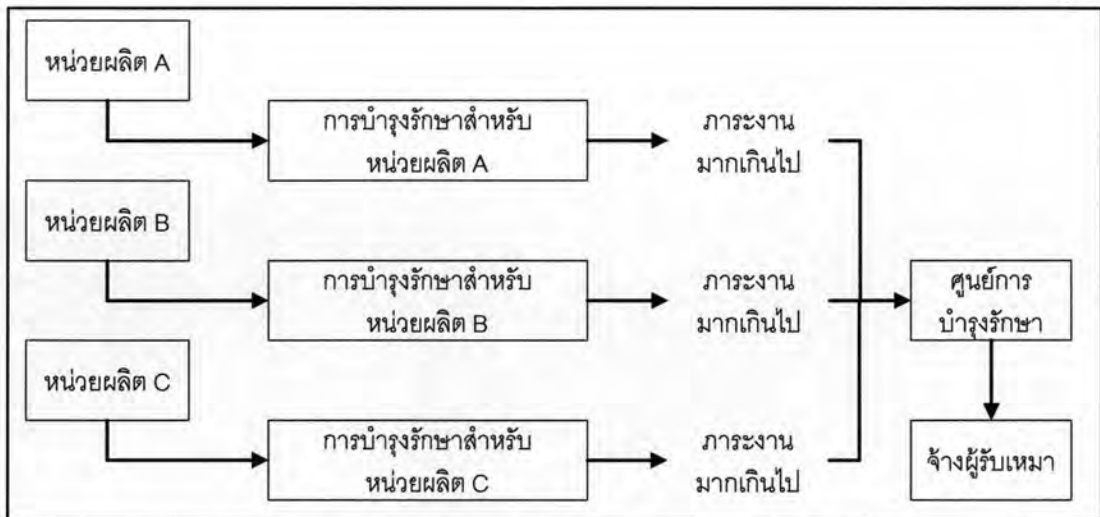 หน่วยผลิต A
การบำรุงรักษาสำหรับ
หน่วยผลิต A
ภาระงาน
มากเกินไป
หน่วยผลิต B
การบำรุงรักษาสำหรับ
หน่วยผลิต B
ภาระงาน
มากเกินไป
ศูนย์การ
บำรุงรักษา
หน่วยผลิต C
การบำรุงรักษาสำหรับ
หน่วยผลิต C
ภาระงาน
มากเกินไป
จ้างผู้รับเหมา